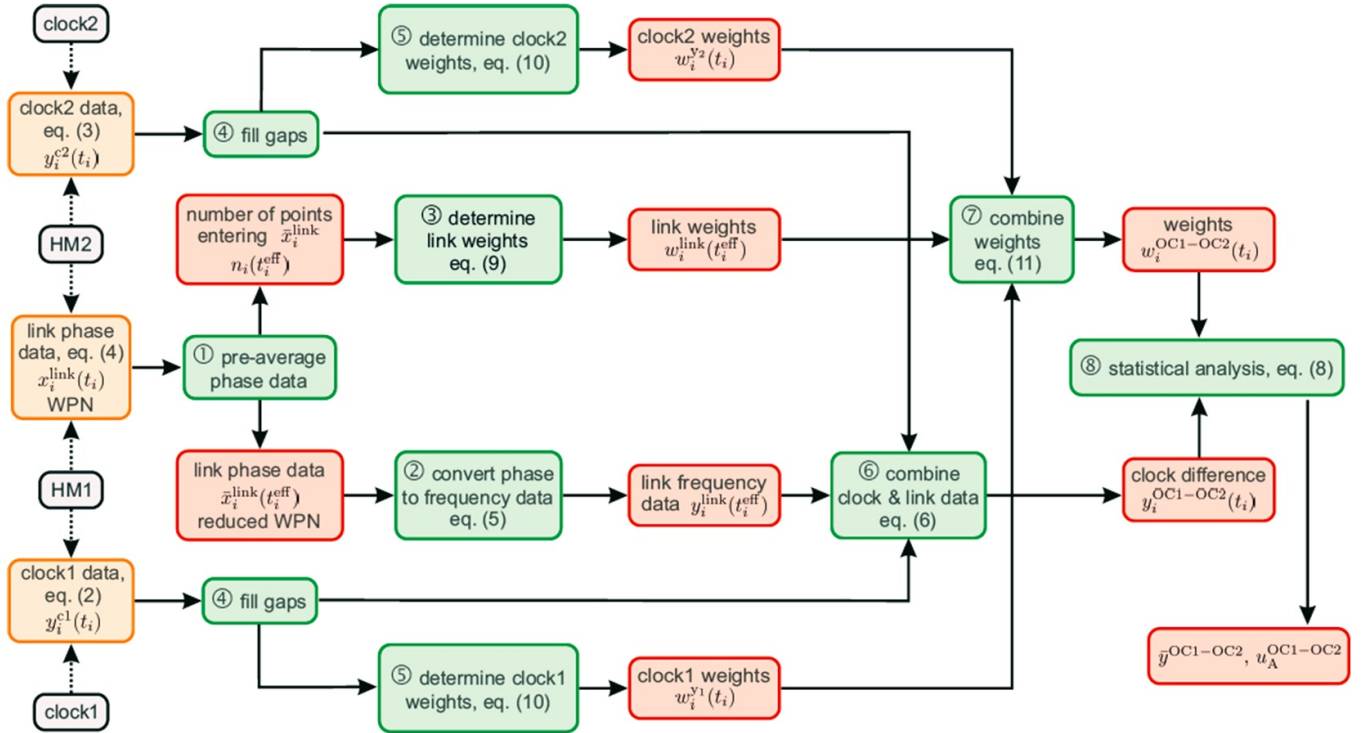 clock2
clock2 data,
eq. (3)
y_i^{c2}(t_i)
HM2
link phase
data, eq. (4)
x_i^{link}(t_i)
WPN
HM1
clock1 data,
eq. (2)
y_i^{c1}(t_i)
clock1
④ fill gaps
⑤ determine clock2
weights, eq. (10)
clock2 weights
w_i^{y_2}(t_i)
number of points
entering x̄_i^{link}
n_i(t_i^{eff})
③ determine
link weights
eq. (9)
link weights
w_i^{link}(t_i^{eff})
① pre-average
phase data
link phase data
x̄_i^{link}(t_i^{eff})
reduced WPN
② convert phase
to frequency data
eq. (5)
link frequency
data y_i^{link}(t_i^{eff})
④ fill gaps
⑤ determine clock1
weights, eq. (10)
clock1 weights
w_i^{y_1}(t_i)
⑥ combine
clock & link data
eq. (6)
⑦ combine
weights
eq. (11)
weights
w_i^{OC1−OC2}(t_i)
⑧ statistical analysis, eq. (8)
clock difference
y_i^{OC1−OC2}(t_i)
ȳ^{OC1−OC2}, u_A^{OC1−OC2}